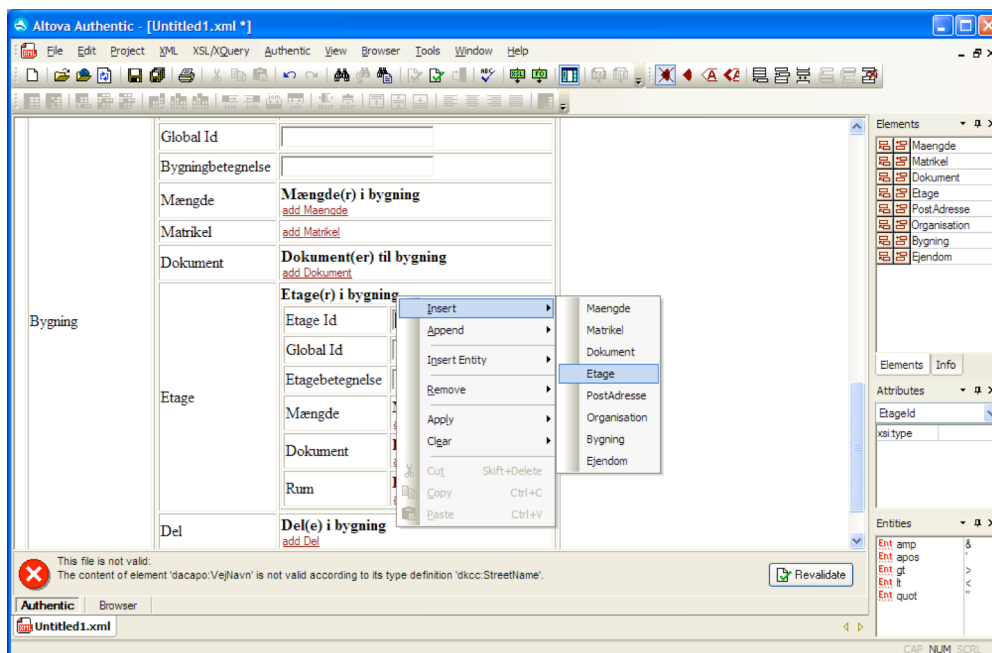 Altova Authentic - [Untitled1.xml *]
File Edit Project XML XSL/XQuery Authentic View Browser Tools Window Help
Global Id
Bygningbetegnelse
Mængde
Mængde(r) i bygning
add Maengde
Matrikel
add Matrikel
Dokument
Dokument(er) til bygning
add Dokument
Bygning
Etage
Etage(r) i bygning
Etage Id
Global Id
Etagebetegnelse
Mængde
Dokument
Rum
Del
Del(e) i bygning
add Del
Insert
Append
Insert Entity
Remove
Apply
Clear
Cut Skift+Delete
Copy Ctrl+C
Paste Ctrl+V
Maengde
Matrikel
Dokument
Etage
PostAdresse
Organisation
Bygning
Ejendom
Elements
Maengde
Matrikel
Dokument
Etage
PostAdresse
Organisation
Bygning
Ejendom
Elements Info
Attributes
EtageId
xsi:type
Entities
Ent amp &
Ent apos '
Ent gt >
Ent lt <
Ent quot "
This file is not valid:
The content of element 'dacapo:VejNavn' is not valid according to its type definition 'dkcc:StreetName'.
Revalidate
Authentic Browser
Untitled1.xml
CAP NUM SCRL